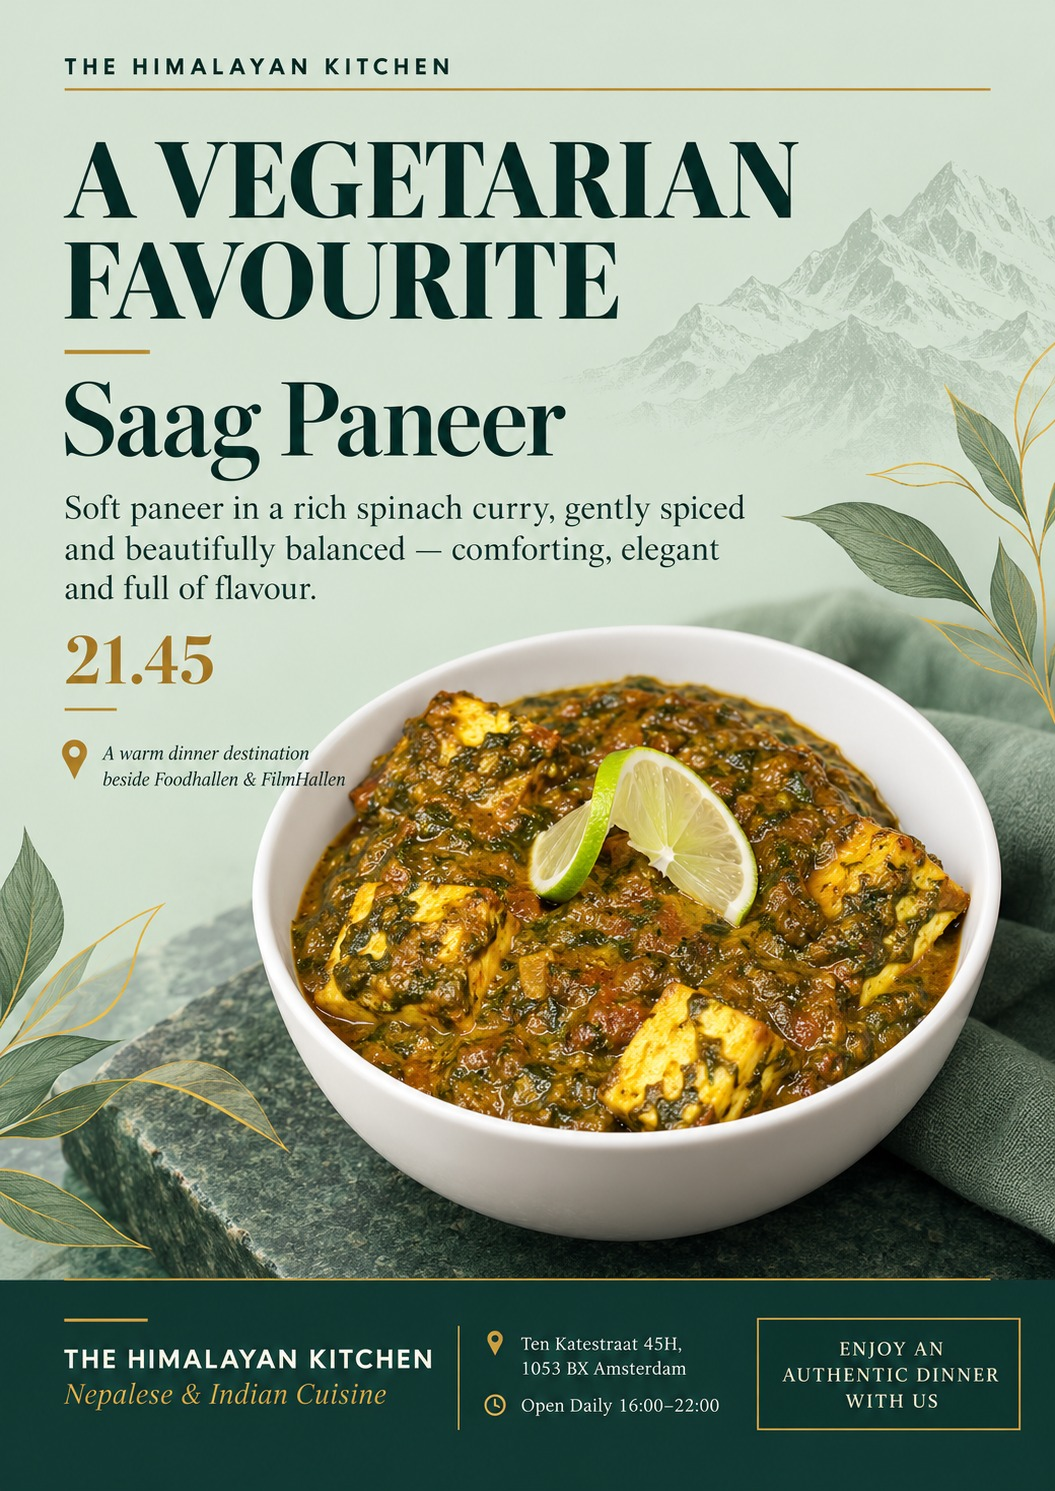 THE HIMALAYAN KITCHEN
A VEGETARIAN
FAVOURITE
Saag Paneer
Soft paneer in a rich spinach curry, gently spiced
and beautifully balanced — comforting, elegant
and full of flavour.
21.45
A warm dinner destination
beside Foodhallen & FilmHallen
THE HIMALAYAN KITCHEN
Nepalese & Indian Cuisine
Ten Katestraat 45H,
1053 BX Amsterdam
Open Daily 16:00–22:00
ENJOY AN
AUTHENTIC DINNER
WITH US